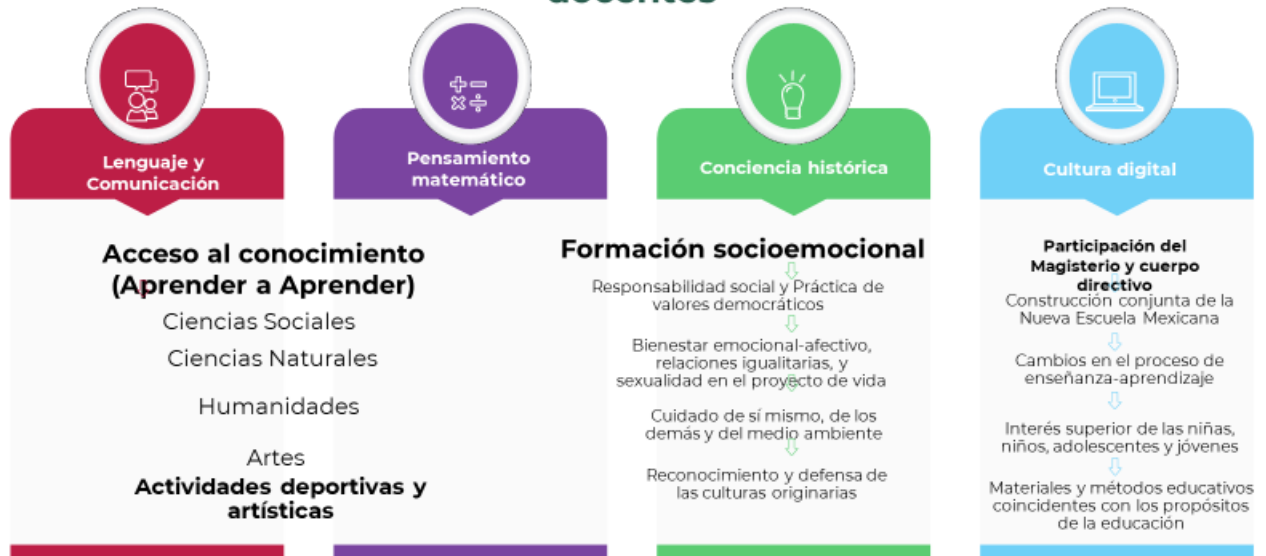 docentes
Lenguaje y
Comunicación
Pensamiento
matemático
Conciencia histórica
Cultura digital
Acceso al conocimiento
(Aprender a Aprender)
Ciencias Sociales
Ciencias Naturales
Humanidades
Artes
Actividades deportivas y
artísticas
Formación socioemocional
Responsabilidad social y Práctica de
valores democráticos
Bienestar emocional-afectivo,
relaciones igualitarias, y
sexualidad en el proyecto de vida
Cuidado de sí mismo, de los
demás y del medio ambiente
Reconocimiento y defensa de
las culturas originarias
Participación del
Magisterio y cuerpo
directivo
Construcción conjunta de la
Nueva Escuela Mexicana
Cambios en el proceso de
enseñanza-aprendizaje
Interés superior de las niñas,
niños, adolescentes y jóvenes
Materiales y métodos educativos
coincidentes con los propósitos
de la educación